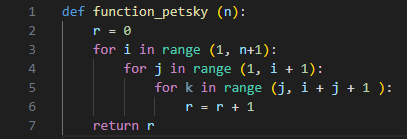 1 def function_petsky (n):
2 r = 0
3 for i in range (1, n+1):
4 for j in range (1, i + 1):
5 for k in range (j, i + j + 1 ):
6 r = r + 1
7 return r